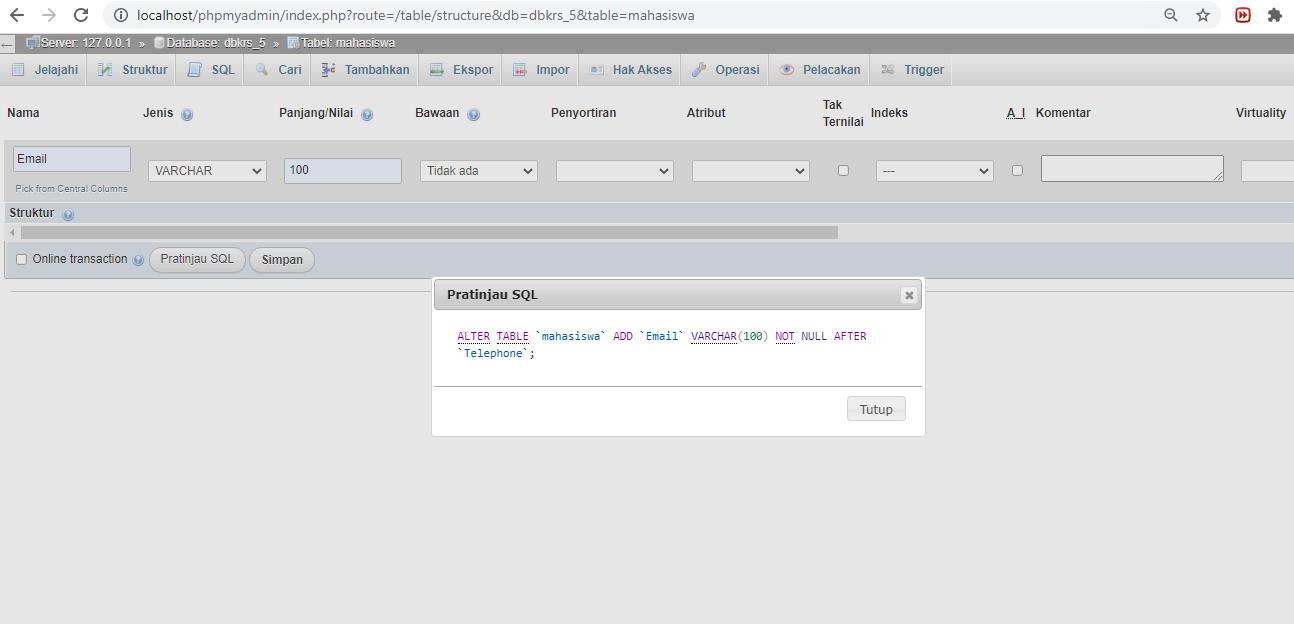 localhost/phpmyadmin/index.php?route=/table/structure&db=dbkrs_5&table=mahasiswa
Server: 127.0.0.1 » Database: dbkrs_5 » Tabel: mahasiswa
Jelajahi Struktur SQL Cari Tambahkan Ekspor Impor Hak Akses Operasi Pelacakan Trigger
Nama Jenis Panjang/Nilai Bawaan Penyortiran Atribut Tak Ternilai Indeks A_I Komentar Virtuality
Email VARCHAR 100 Tidak ada ---
Pick from Central Columns
Struktur
Online transaction Pratinjau SQL Simpan
Pratinjau SQL
ALTER TABLE `mahasiswa` ADD `Email` VARCHAR(100) NOT NULL AFTER
`Telephone`;
Tutup